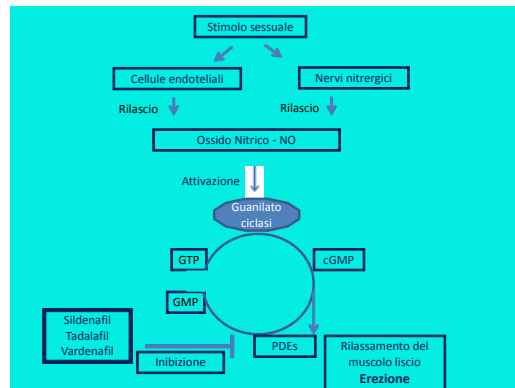 Stimolo sessuale
Cellule endoteliali
Nervi nitrergici
Rilascio
Rilascio
Ossido Nitrico - NO
Attivazione
Guanilato
ciclasi
GTP
cGMP
GMP
Sildenafil
Tadalafil
Vardenafil
Inibizione
PDEs
Rilassamento del
muscolo liscio
Erezione